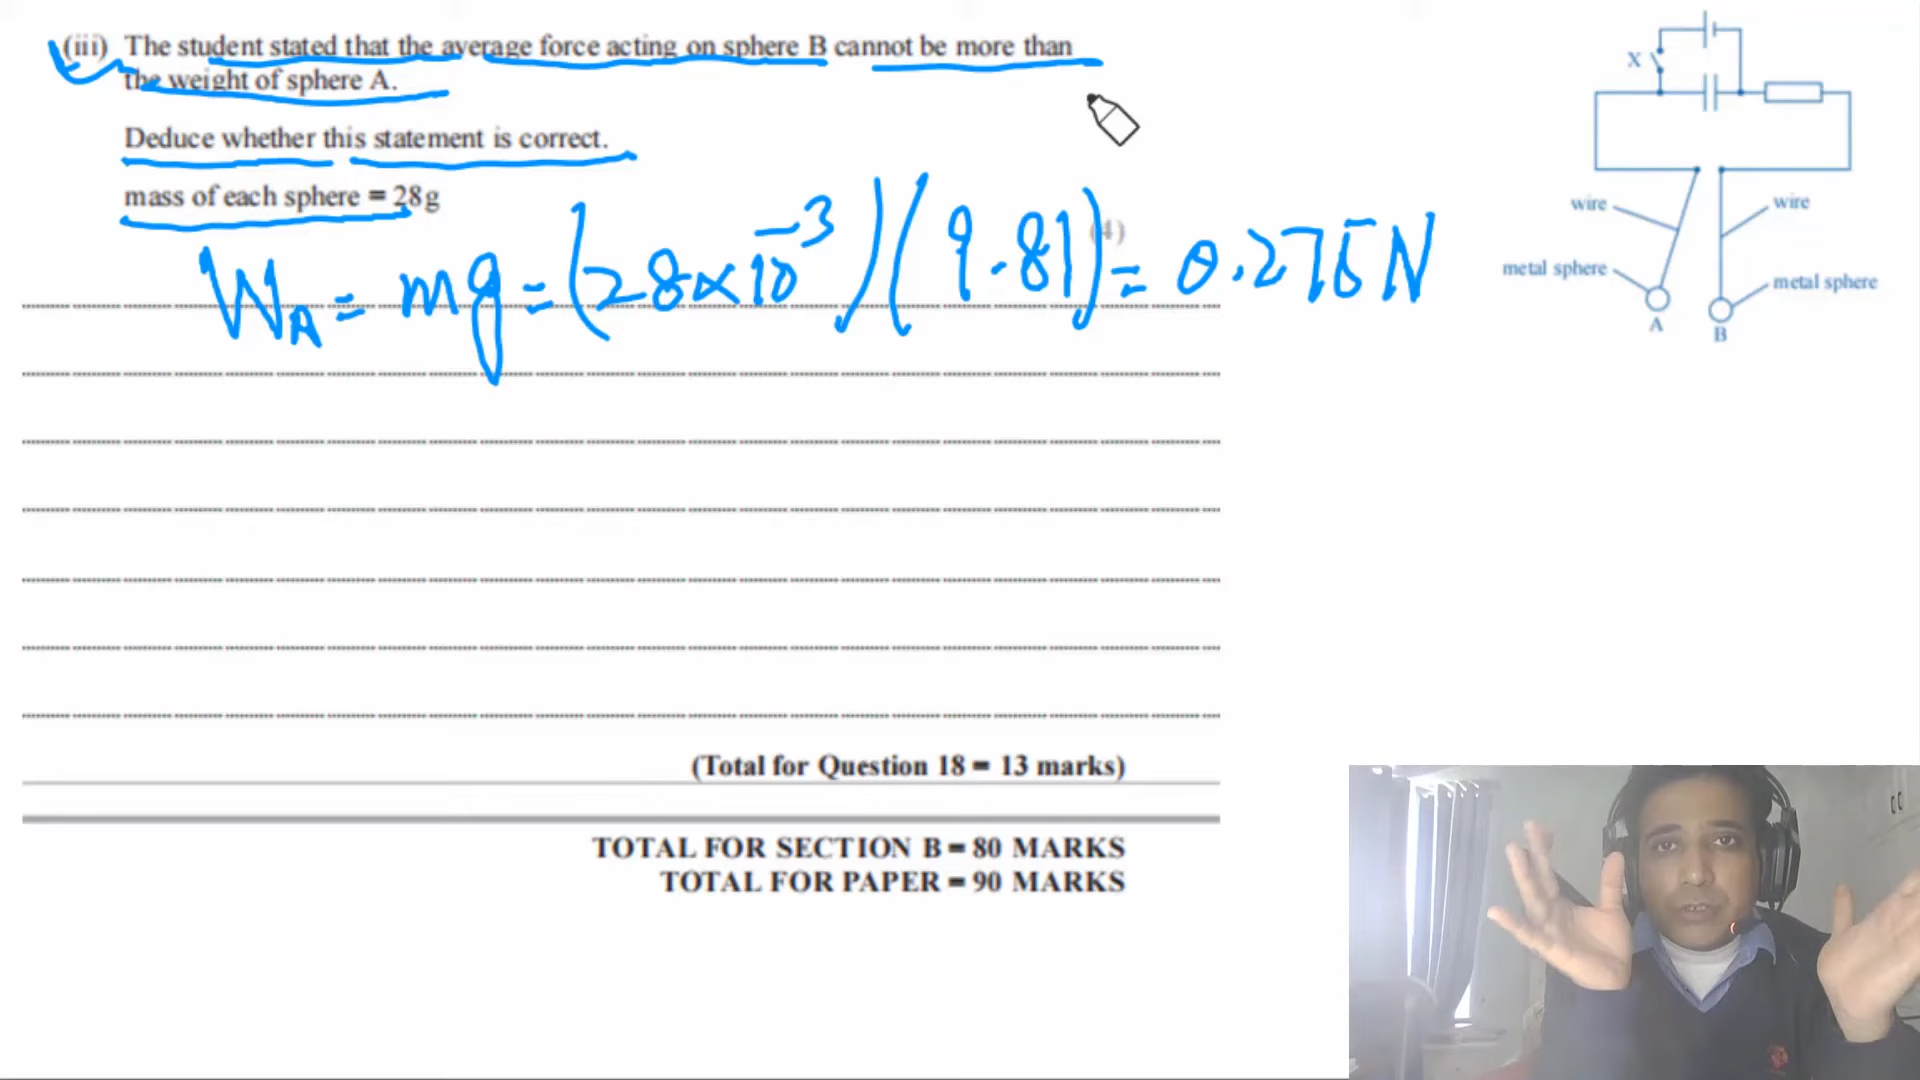 (iii) The student stated that the average force acting on sphere B cannot be more than
the weight of sphere A.
Deduce whether this statement is correct.
mass of each sphere = 28g
(4)
W_A = mg = (28×10^-3)(9.81) = 0.275N
X
wire
wire
metal sphere
metal sphere
A
B
(Total for Question 18 = 13 marks)
TOTAL FOR SECTION B = 80 MARKS
TOTAL FOR PAPER = 90 MARKS